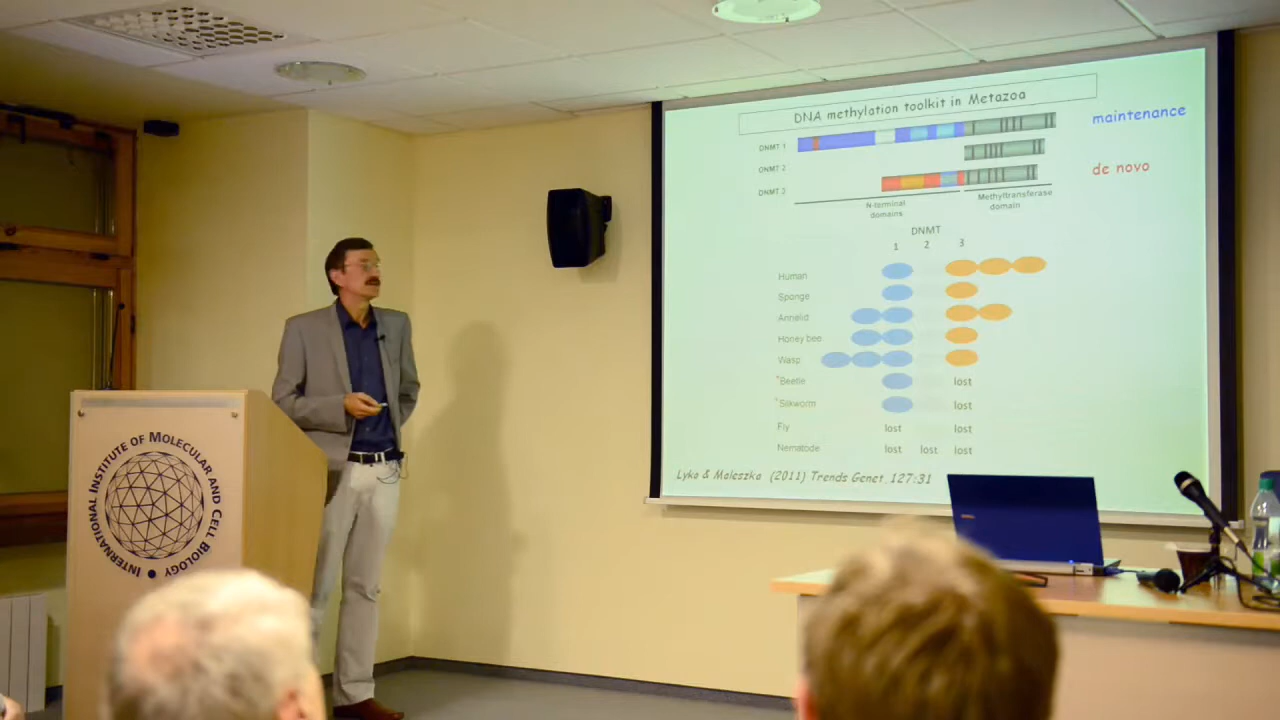 DNA methylation toolkit in Metazoa
maintenance
DNMT 1
DNMT 2
DNMT 3
de novo
N-terminal
domains
Methyltransferase
domain
DNMT
1 2 3
Human
Sponge
Annelid
Honey bee
Wasp
*Beetle lost
*Silkworm lost
Fly lost lost
Nematode lost lost lost
Lyko & Maleszka (2011) Trends Genet 127:31
INTERNATIONAL INSTITUTE OF MOLECULAR AND CELL BIOLOGY